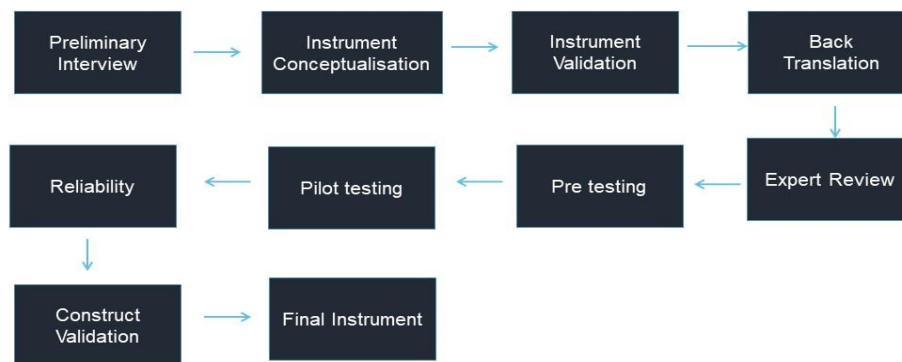 Preliminary
Interview
Instrument
Conceptualisation
Instrument
Validation
Back
Translation
Expert Review
Pre testing
Pilot testing
Reliability
Construct
Validation
Final Instrument